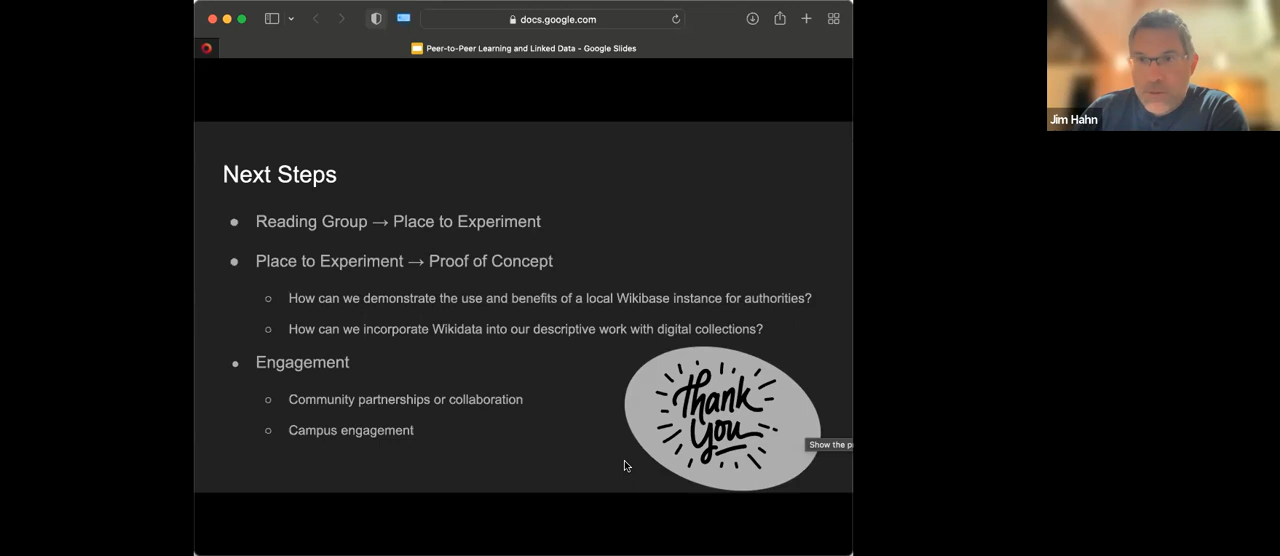 docs.google.com
Peer-to-Peer Learning and Linked Data - Google Slides
Jim Hahn
Next Steps
● Reading Group → Place to Experiment
● Place to Experiment → Proof of Concept
○ How can we demonstrate the use and benefits of a local Wikibase instance for authorities?
○ How can we incorporate Wikidata into our descriptive work with digital collections?
● Engagement
○ Community partnerships or collaboration
○ Campus engagement
Thank
you
Show the p